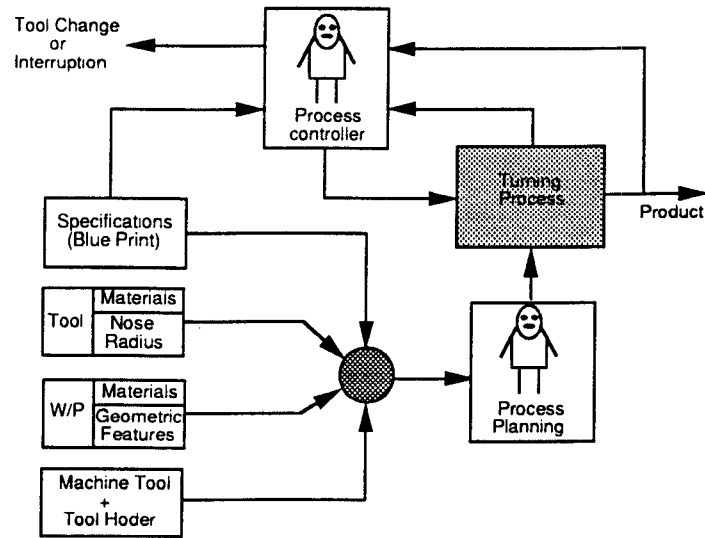 Tool Change
or
Interruption
Process
controller
Turning
Process
Product
Specifications
(Blue Print)
Tool
Materials
Nose
Radius
W/P
Materials
Geometric
Features
Machine Tool
+
Tool Hoder
Process
Planning